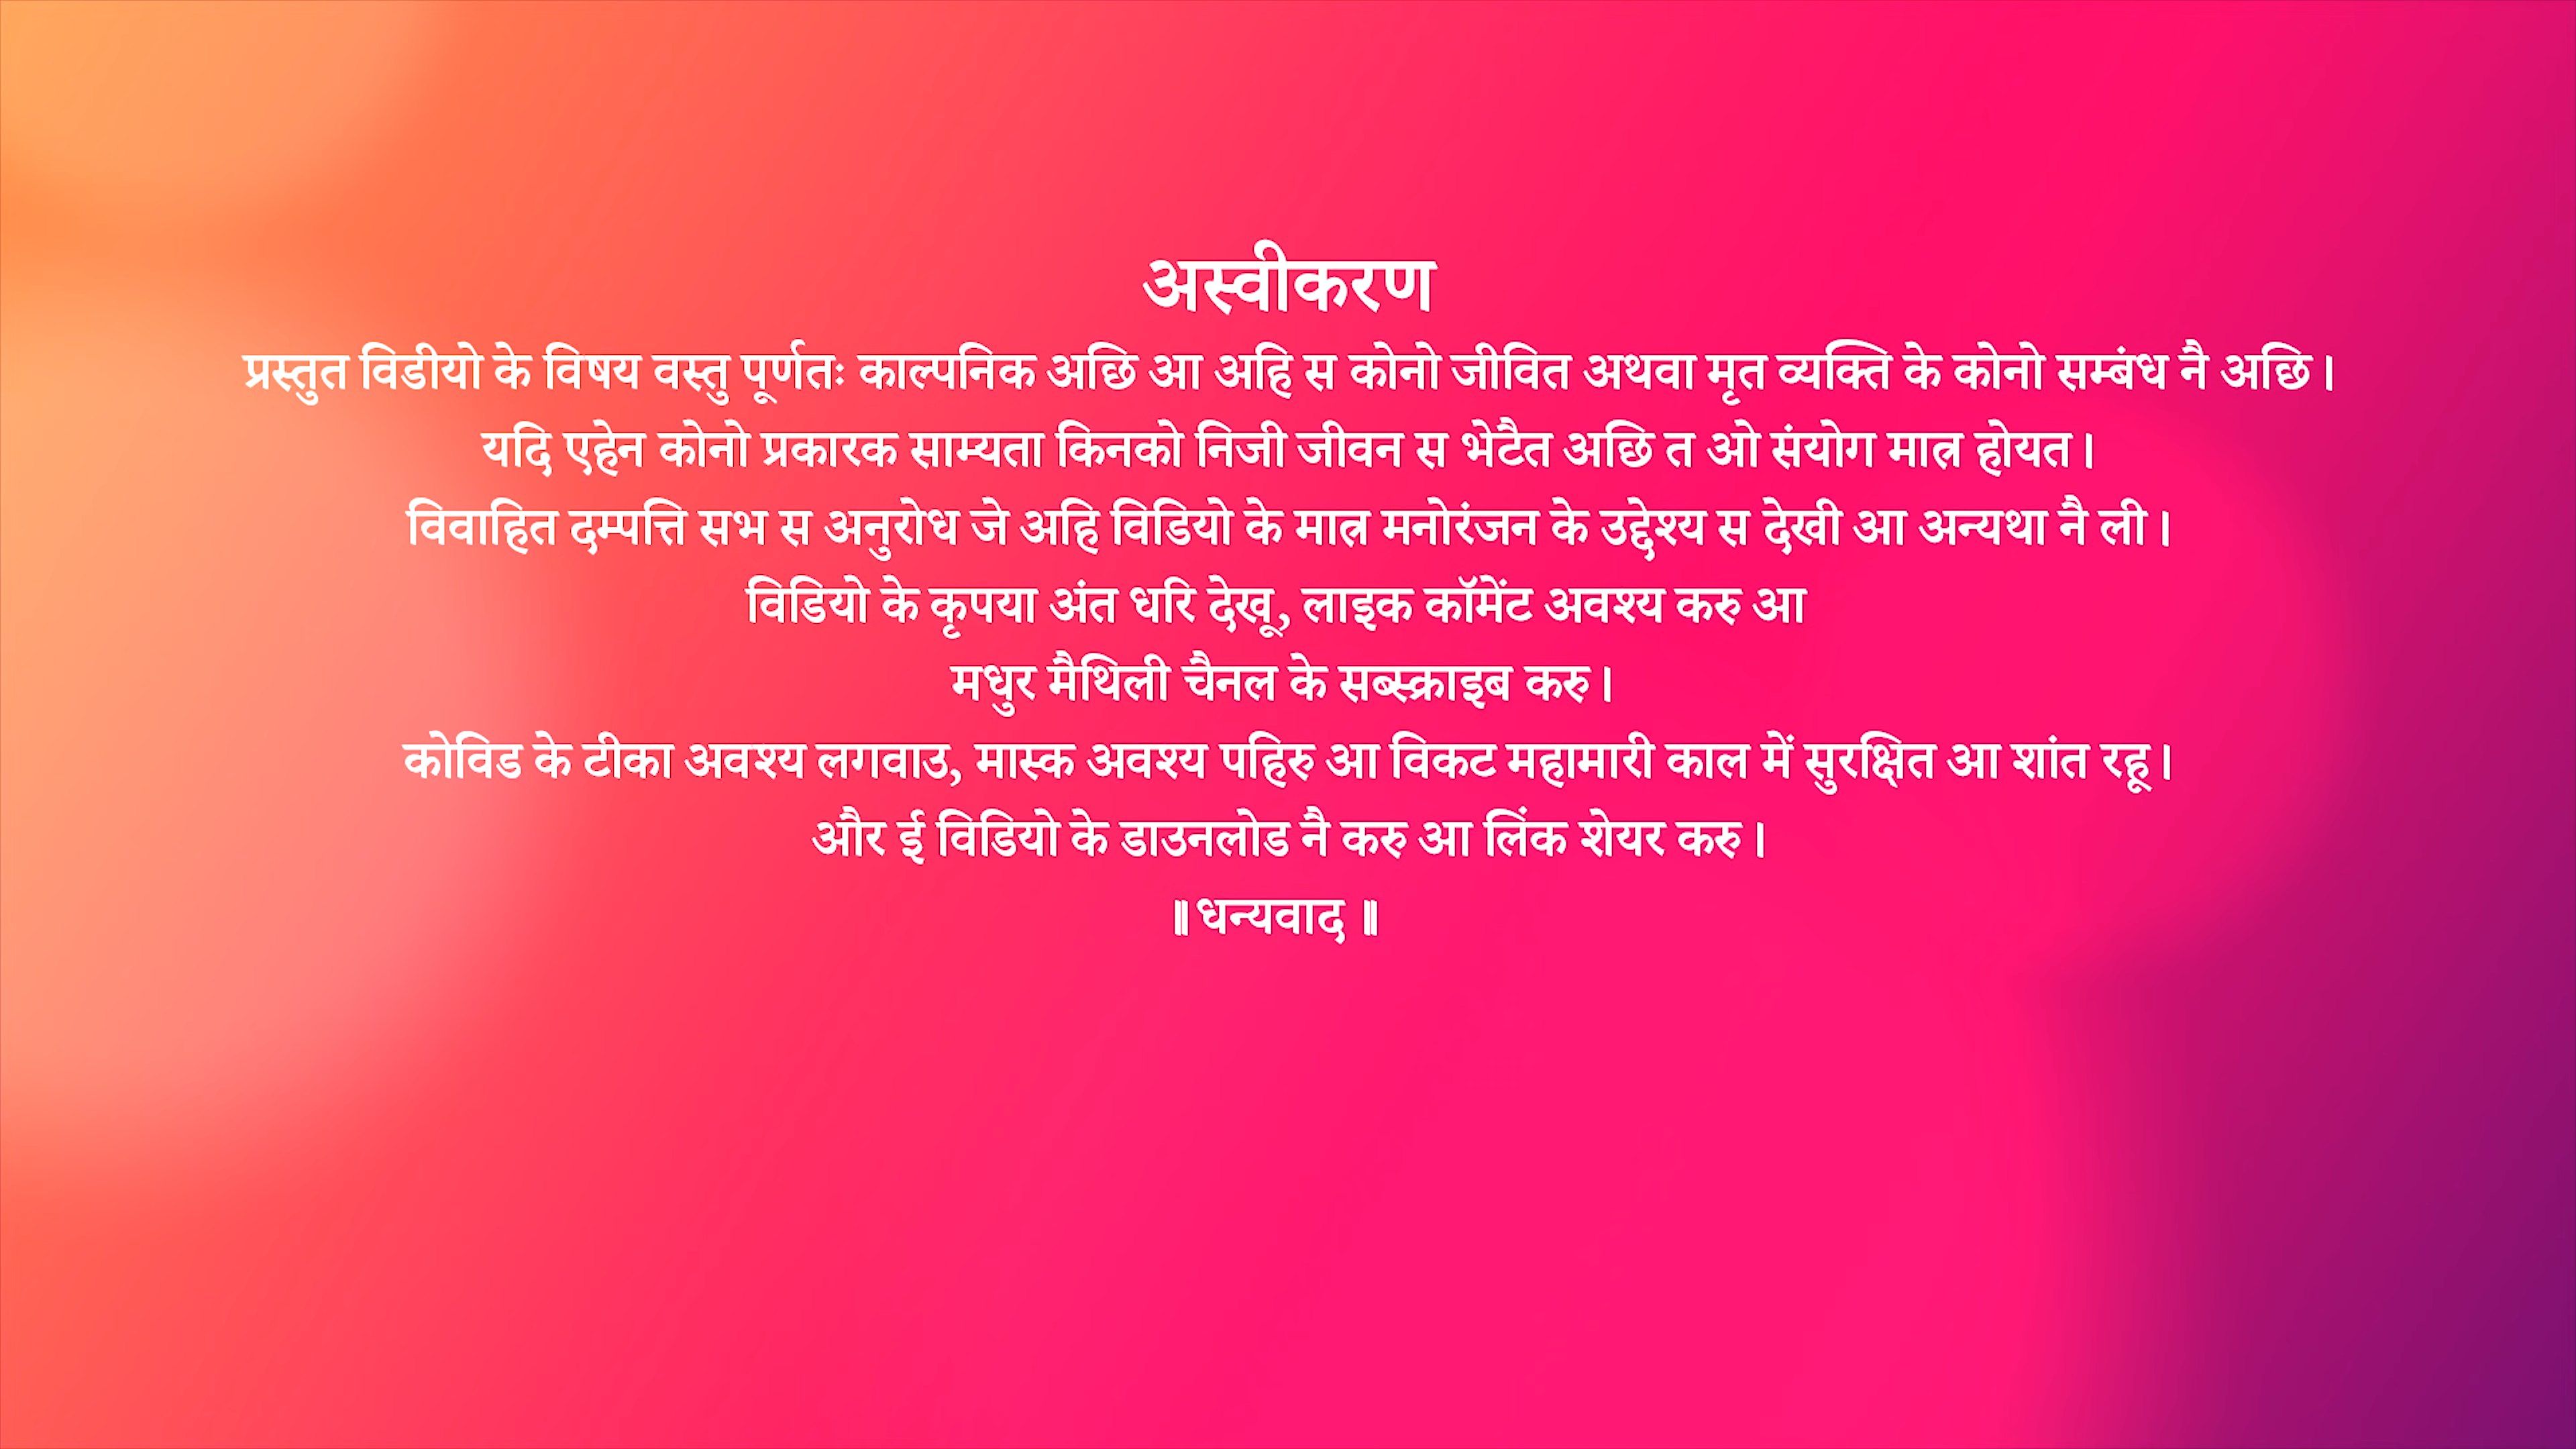 अस्वीकरण
प्रस्तुत विडीयो के विषय वस्तु पूर्णतः काल्पनिक अछि आ अहि स कोनो जीवित अथवा मृत व्यक्ति के कोनो सम्बंध नै अछि।
यदि एहेन कोनो प्रकारक साम्यता किनको निजी जीवन स भेटैत अछि त ओ संयोग मात्र होयत।
विवाहित दम्पत्ति सभ स अनुरोध जे अहि विडियो के मात्र मनोरंजन के उद्देश्य स देखी आ अन्यथा नै ली।
विडियो के कृपया अंत धरि देखू, लाइक कॉमेंट अवश्य करु आ
मधुर मैथिली चैनल के सब्स्क्राइब करु।
कोविड के टीका अवश्य लगवाउ, मास्क अवश्य पहिरु आ विकट महामारी काल में सुरक्षित आ शांत रहू।
और ई विडियो के डाउनलोड नै करु आ लिंक शेयर करु।
॥धन्यवाद ॥